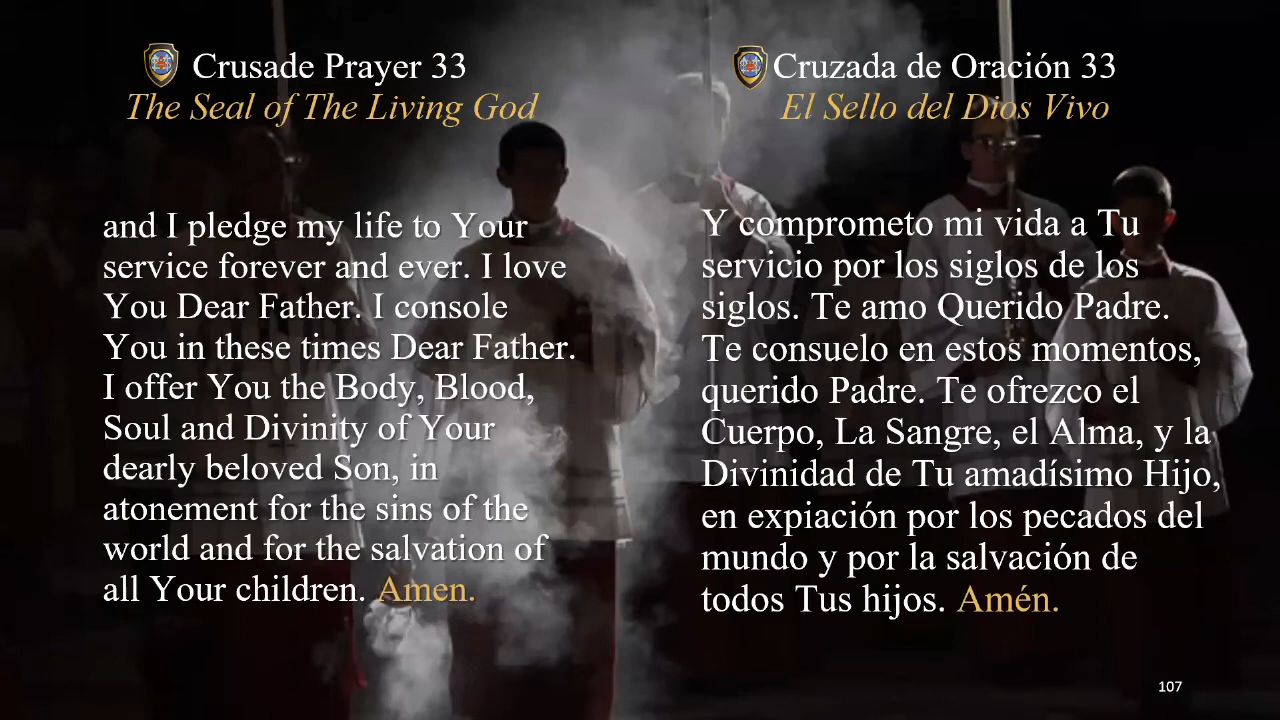 Crusade Prayer 33
The Seal of The Living God
and I pledge my life to Your
service forever and ever. I love
You Dear Father. I console
You in these times Dear Father.
I offer You the Body, Blood,
Soul and Divinity of Your
dearly beloved Son, in
atonement for the sins of the
world and for the salvation of
all Your children. Amen.
Cruzada de Oración 33
El Sello del Dios Vivo
Y comprometo mi vida a Tu
servicio por los siglos de los
siglos. Te amo Querido Padre.
Te consuelo en estos momentos,
querido Padre. Te ofrezco el
Cuerpo, La Sangre, el Alma, y la
Divinidad de Tu amadísimo Hijo,
en expiación por los pecados del
mundo y por la salvación de
todos Tus hijos. Amén.
107